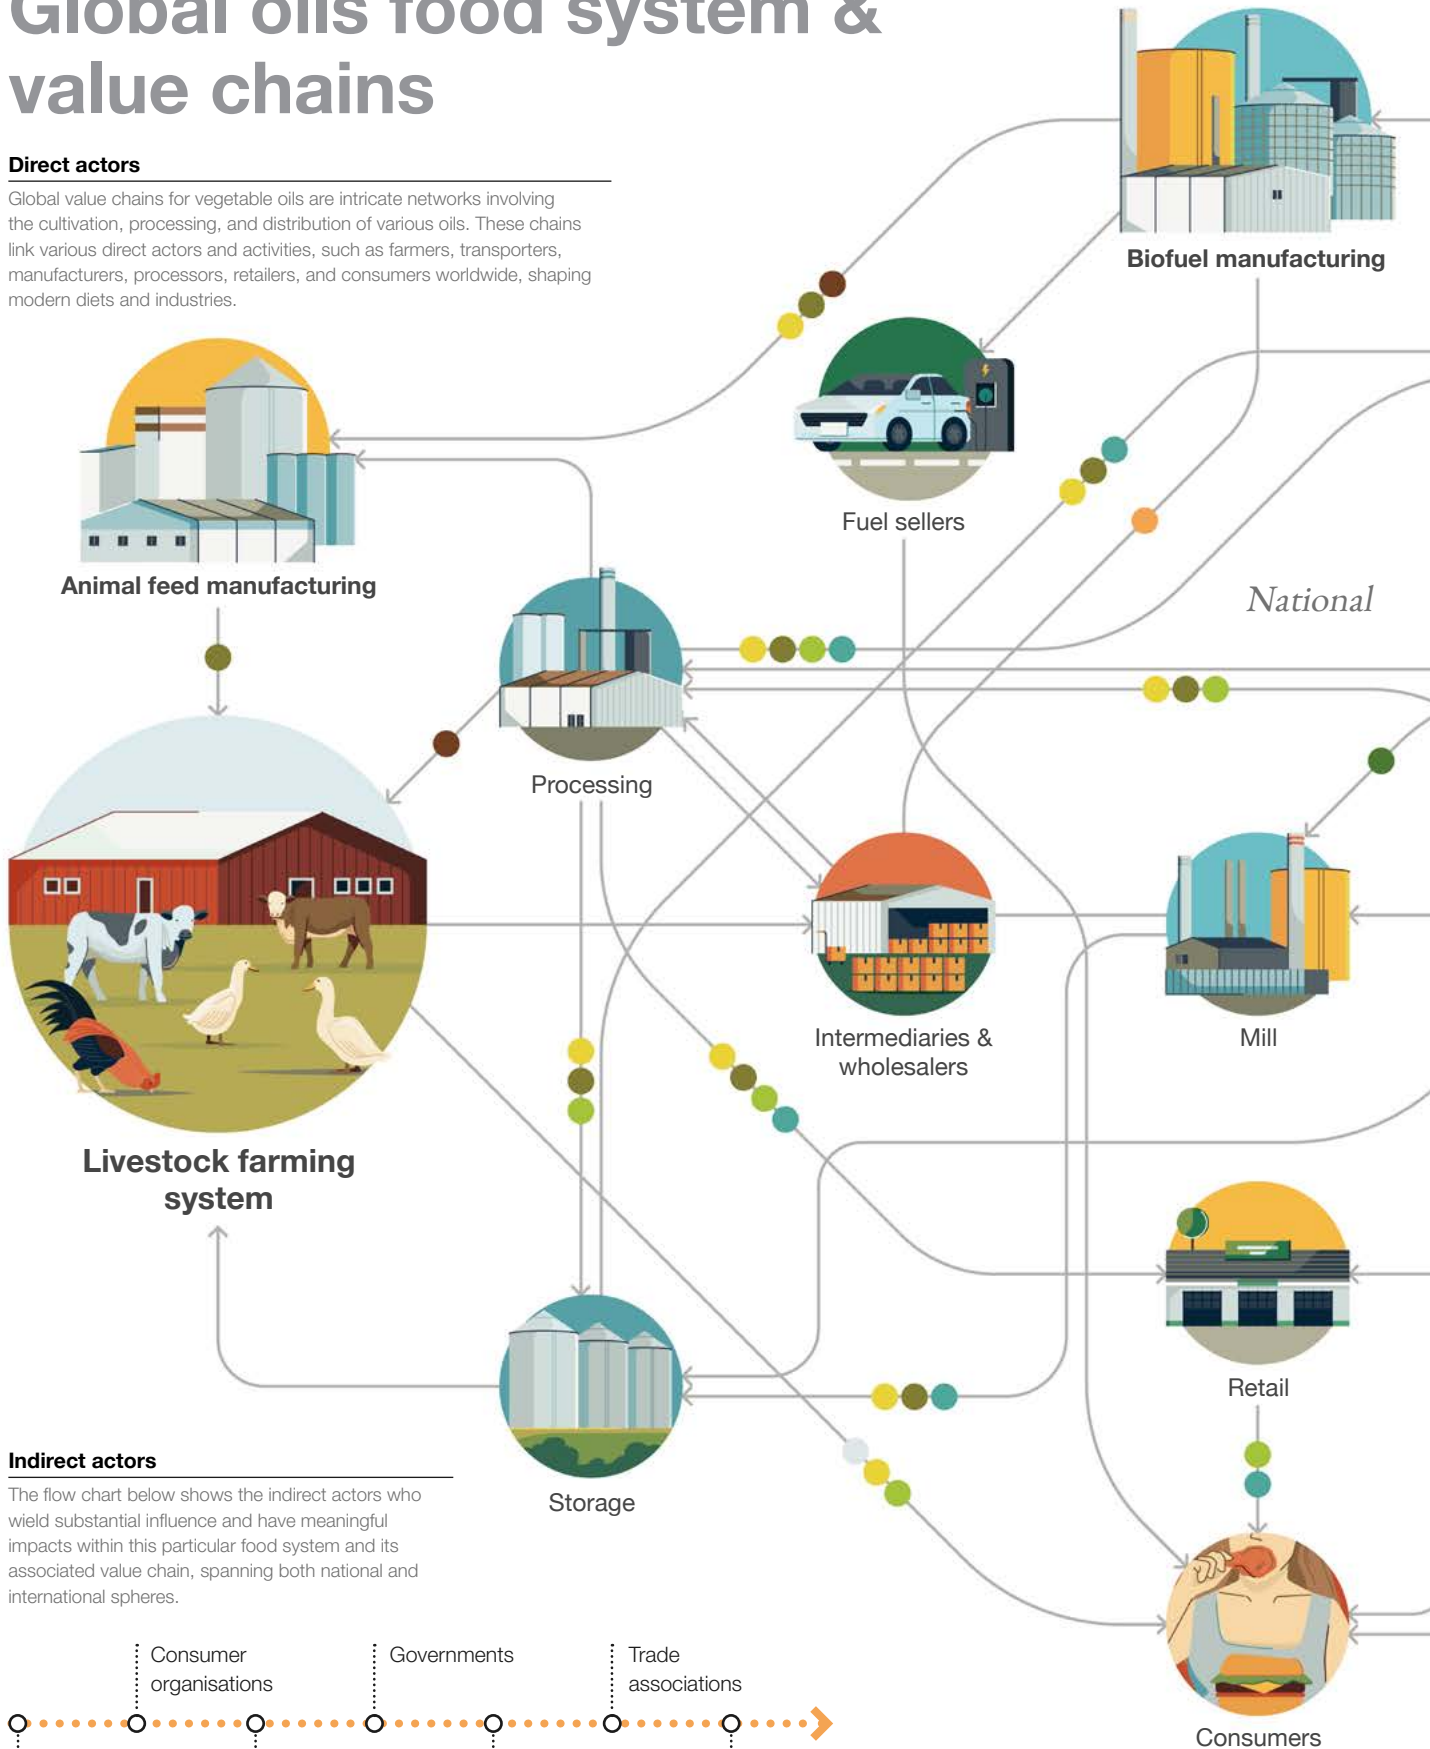 Global oils food system &
value chains
Direct actors
Global value chains for vegetable oils are intricate networks involving
the cultivation, processing, and distribution of various oils. These chains
link various direct actors and activities, such as farmers, transporters,
manufacturers, processors, retailers, and consumers worldwide, shaping
modern diets and industries.
Biofuel manufacturing
Fuel sellers
Animal feed manufacturing
National
Processing
Intermediaries &
wholesalers
Mill
Livestock farming
system
Retail
Storage
Indirect actors
The flow chart below shows the indirect actors who
wield substantial influence and have meaningful
impacts within this particular food system and its
associated value chain, spanning both national and
international spheres.
Consumer
organisations
Governments
Trade
associations
Consumers